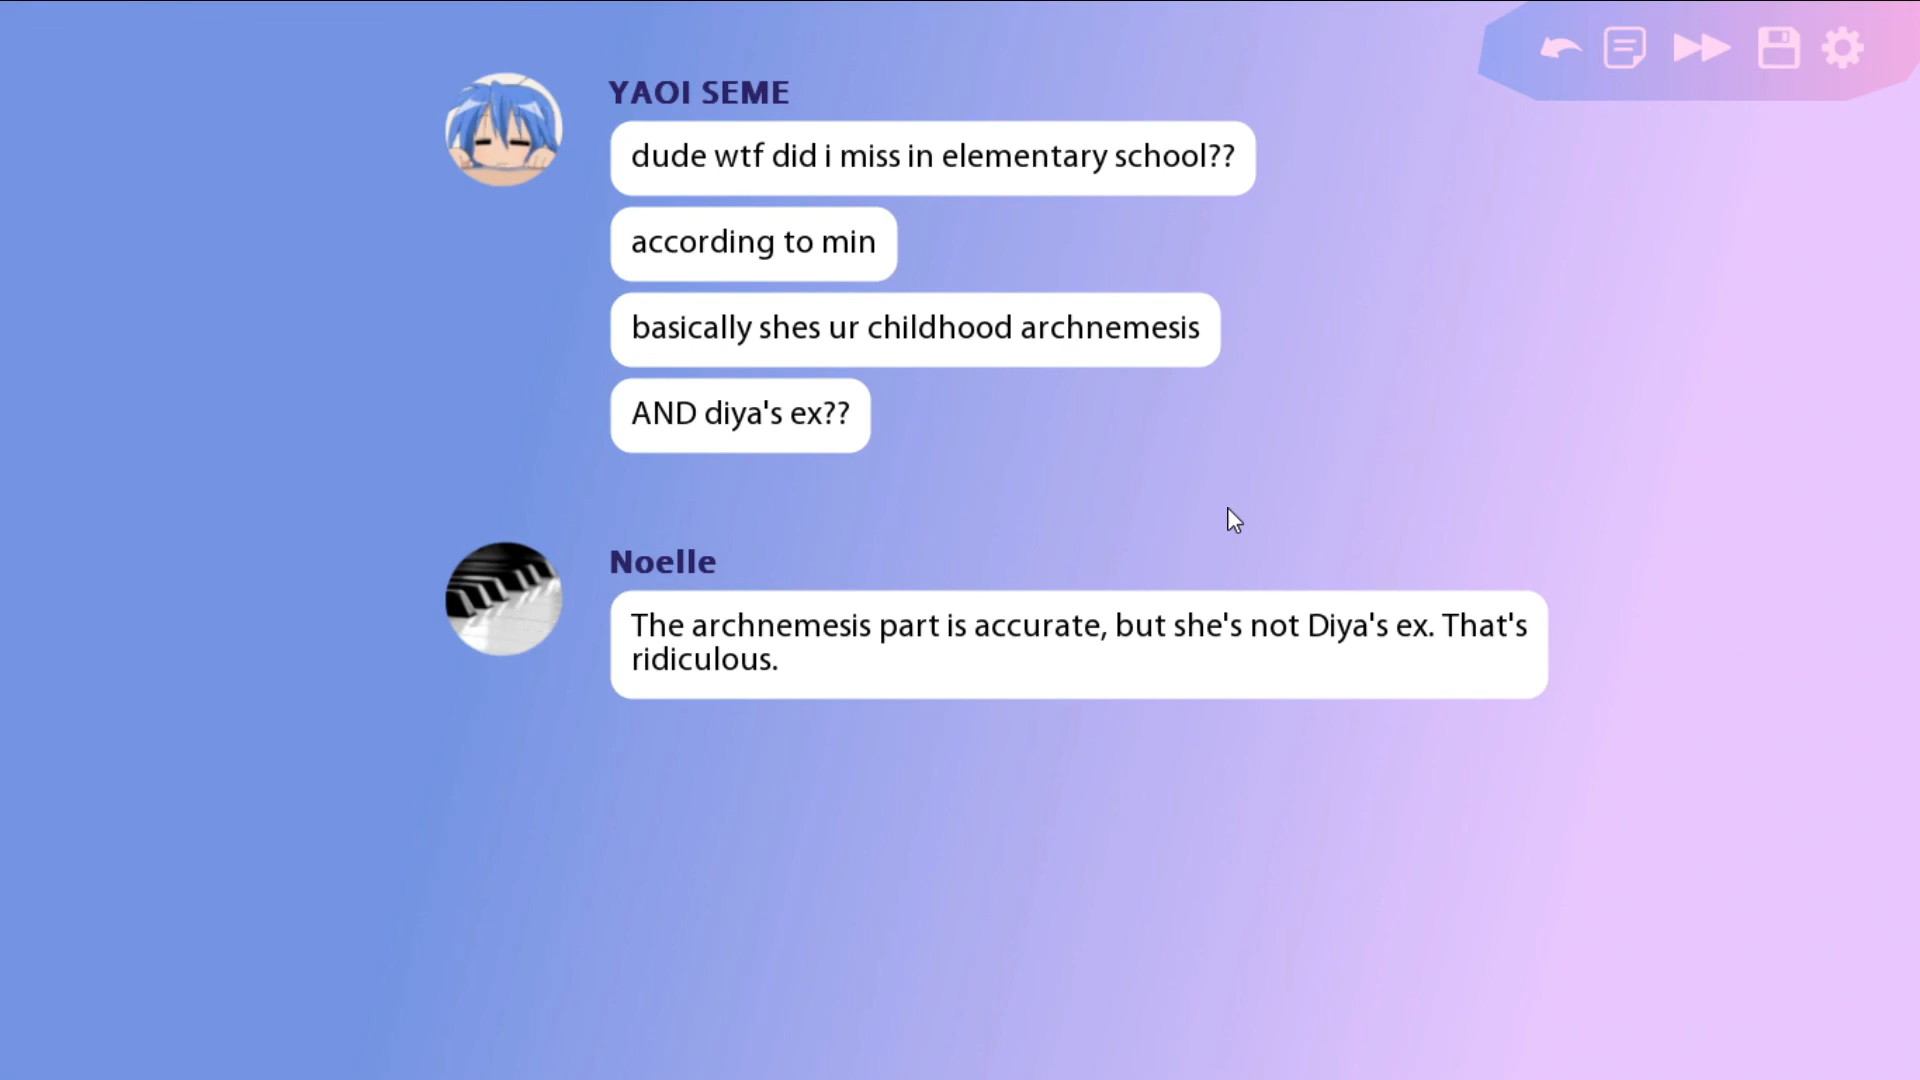 YAOI SEME
dude wtf did i miss in elementary school??
according to min
basically shes ur childhood archnemesis
AND diya's ex??
Noelle
The archnemesis part is accurate, but she's not Diya's ex. That's
ridiculous.